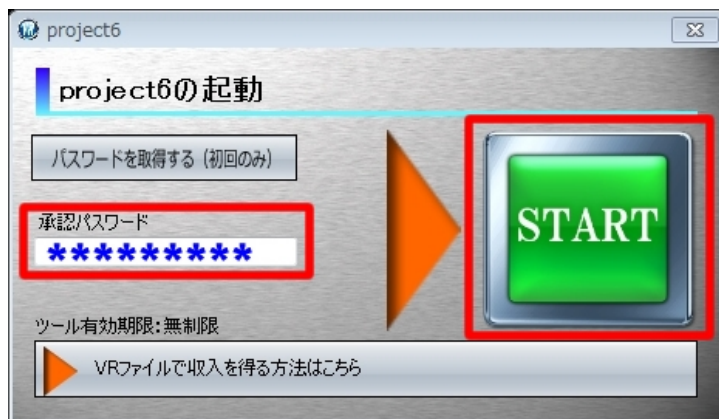 project6
project6の起動
パスワードを取得する（初回のみ）
承認パスワード
*********
START
ツール有効期限：無制限
VRファイルで収入を得る方法はこちら